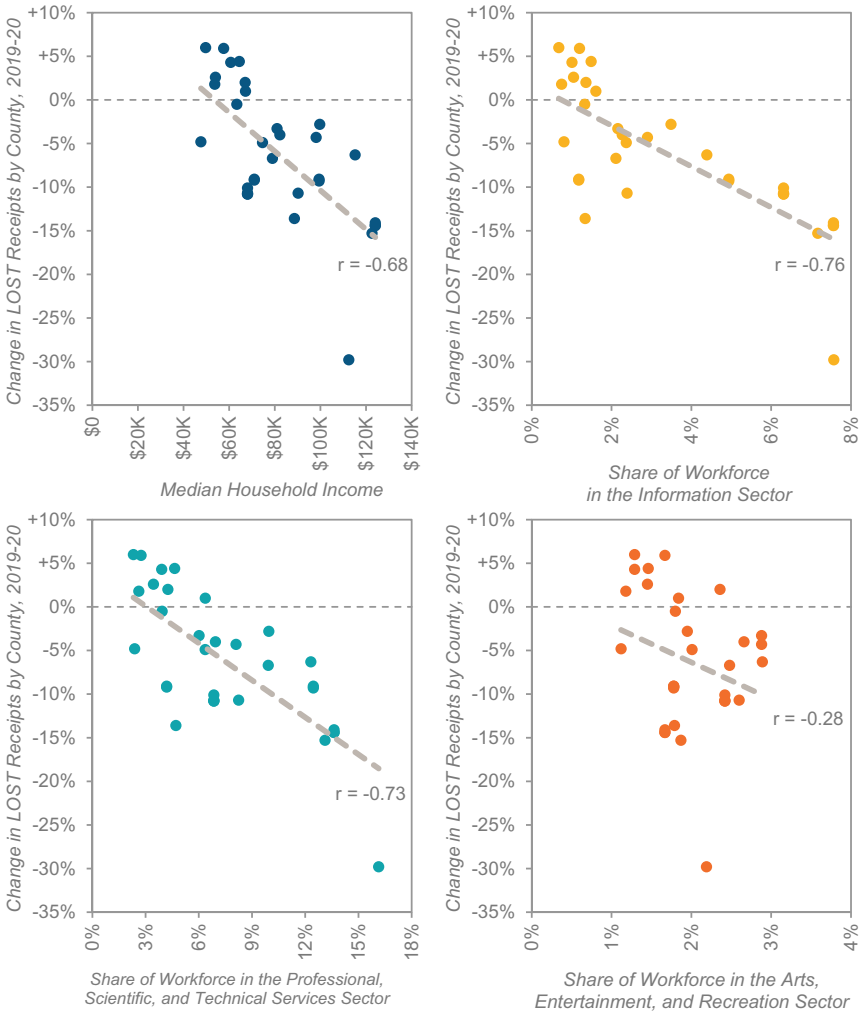 Change in LOST Receipts by County, 2019-20
+10%
+5%
0%
-5%
-10%
-15%
-20%
-25%
-30%
-35%
r = -0.68
$0
$20K
$40K
$60K
$80K
$100K
$120K
$140K
Median Household Income
Change in LOST Receipts by County, 2019-20
+10%
+5%
0%
-5%
-10%
-15%
-20%
-25%
-30%
-35%
r = -0.76
0%
2%
4%
6%
8%
Share of Workforce
in the Information Sector
Change in LOST Receipts by County, 2019-20
+10%
+5%
0%
-5%
-10%
-15%
-20%
-25%
-30%
-35%
r = -0.73
0%
3%
6%
9%
12%
15%
18%
Share of Workforce in the Professional,
Scientific, and Technical Services Sector
Change in LOST Receipts by County, 2019-20
+10%
+5%
0%
-5%
-10%
-15%
-20%
-25%
-30%
-35%
r = -0.28
0%
1%
2%
3%
4%
Share of Workforce in the Arts,
Entertainment, and Recreation Sector